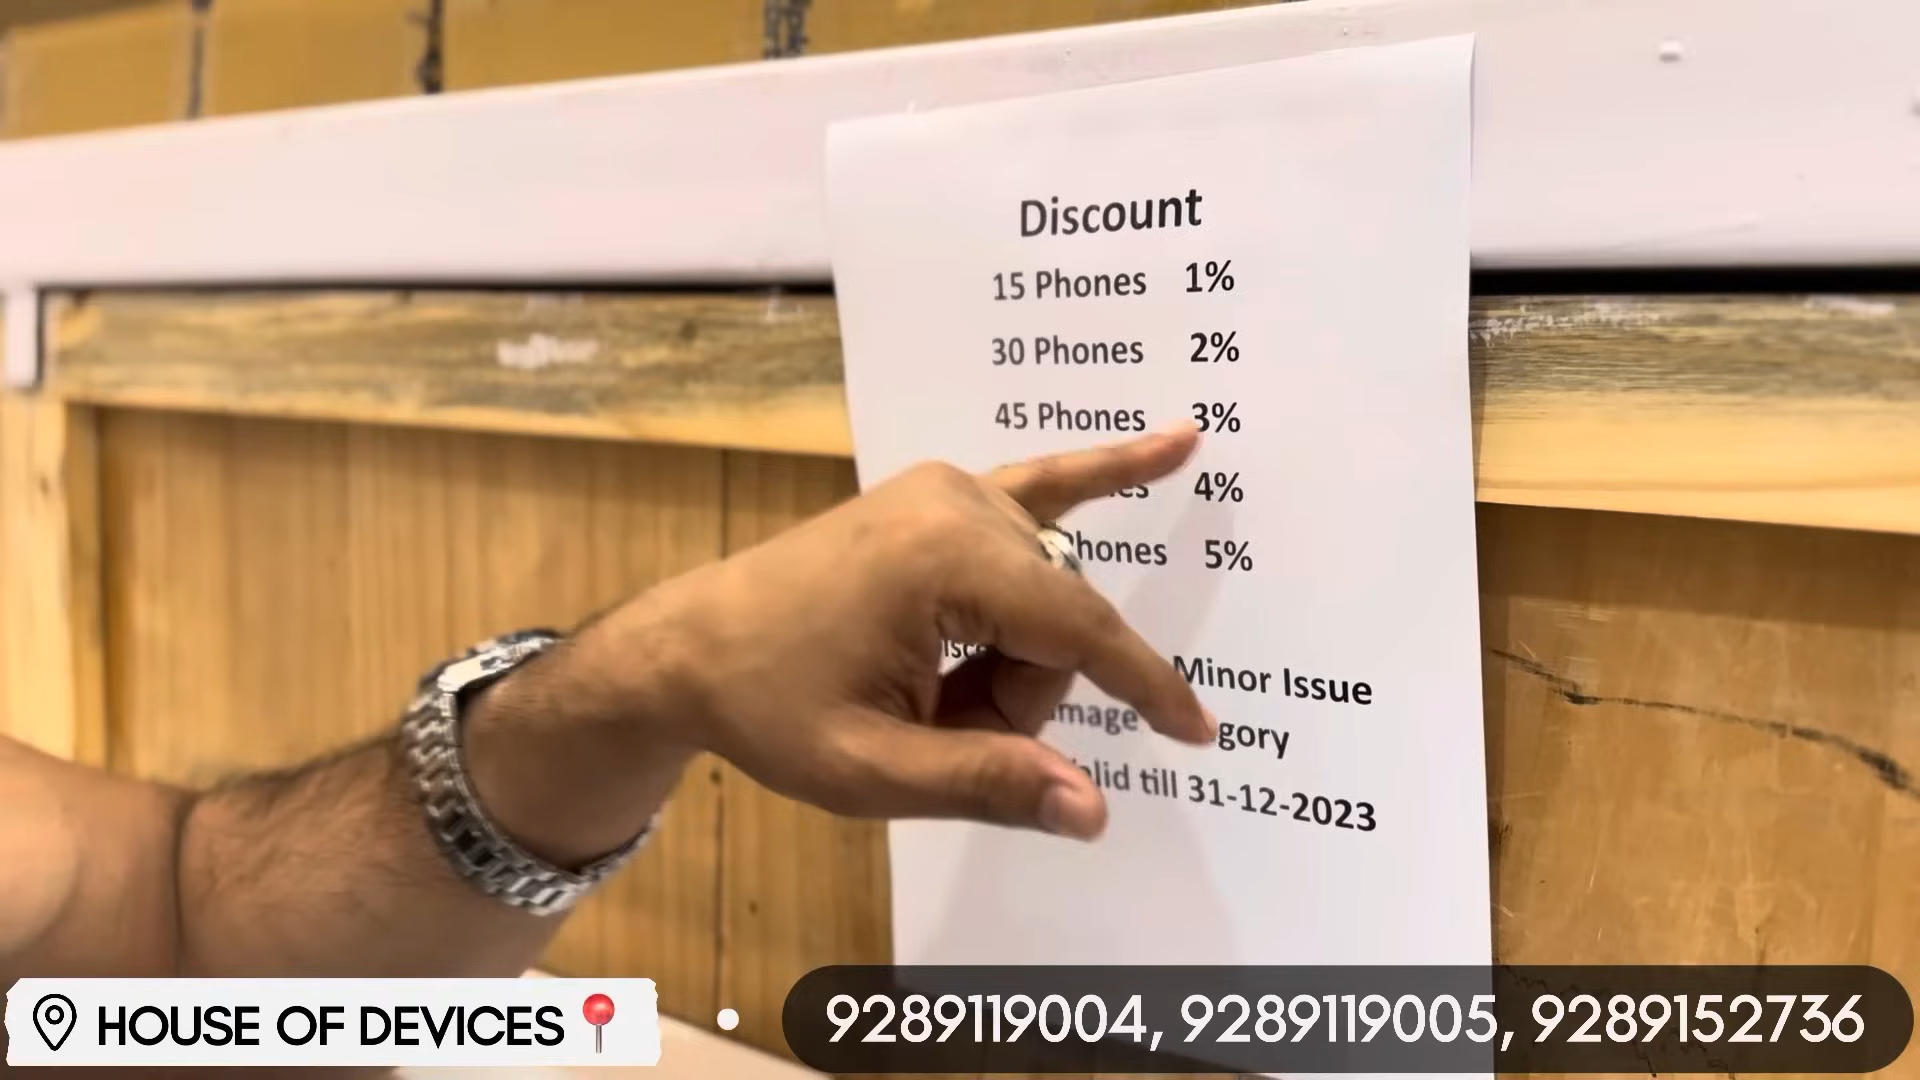 Discount
15 Phones 1%
30 Phones 2%
45 Phones 3%
4%
Phones 5%
Minor Issue
till 31-12-2023
HOUSE OF DEVICES
9289119004, 9289119005, 9289152736